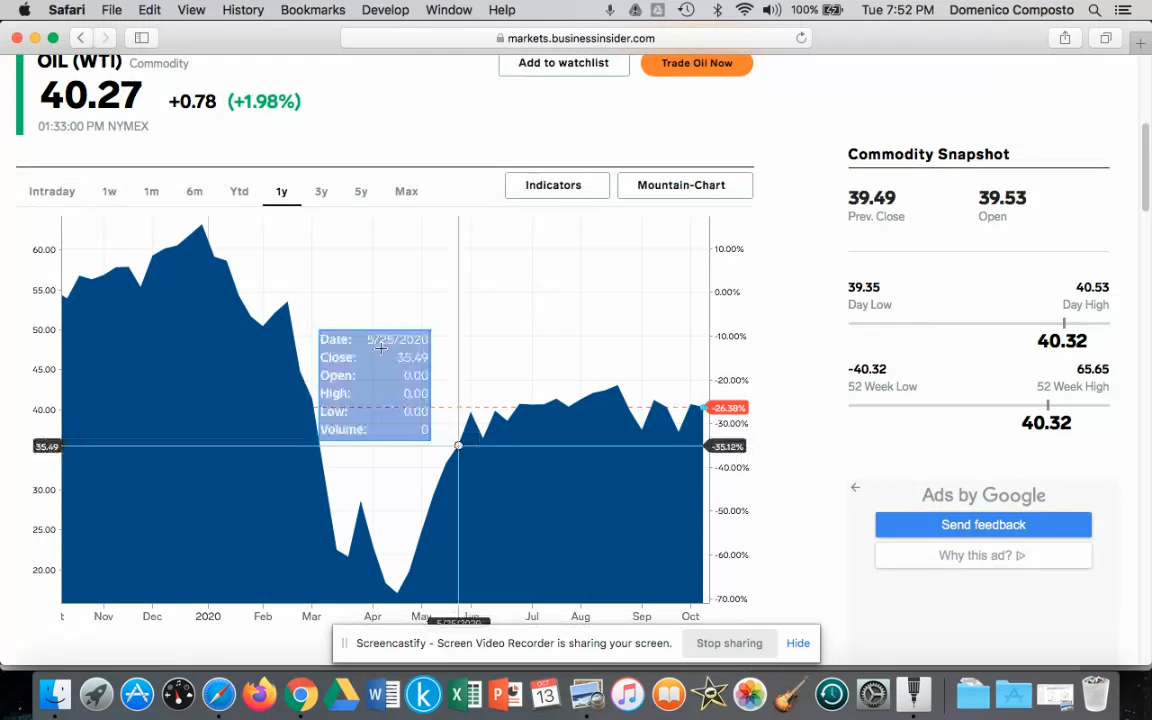 Safari File Edit View History Bookmarks Develop Window Help 100% Tue 7:52 PM Domenico Composto
markets.businessinsider.com
OIL (WTI) Commodity
Add to watchlist
Trade Oil Now
40.27 +0.78 (+1.98%)
01:33:00 PM NYMEX
Intraday 1w 1m 6m Ytd 1y 3y 5y Max
Indicators
Mountain-Chart
60.00
55.00
50.00
45.00
40.00
35.49
30.00
25.00
20.00
Date: 5/25/2020
Close: 35.49
Open: 0.00
High: 0.00
Low: 0.00
Volume: 0
10.00%
0.00%
-10.00%
-20.00%
-26.38%
-30.00%
-35.12%
-40.00%
-50.00%
-60.00%
-70.00%
Nov Dec 2020 Feb Mar Apr May Jul Aug Sep Oct
5/25/2020
Commodity Snapshot
39.49 39.53
Prev. Close Open
39.35 40.53
Day Low Day High
40.32
-40.32 65.65
52 Week Low 52 Week High
40.32
Ads by Google
Send feedback
Why this ad?
Screencastify - Screen Video Recorder is sharing your screen. Stop sharing Hide
OCT
13